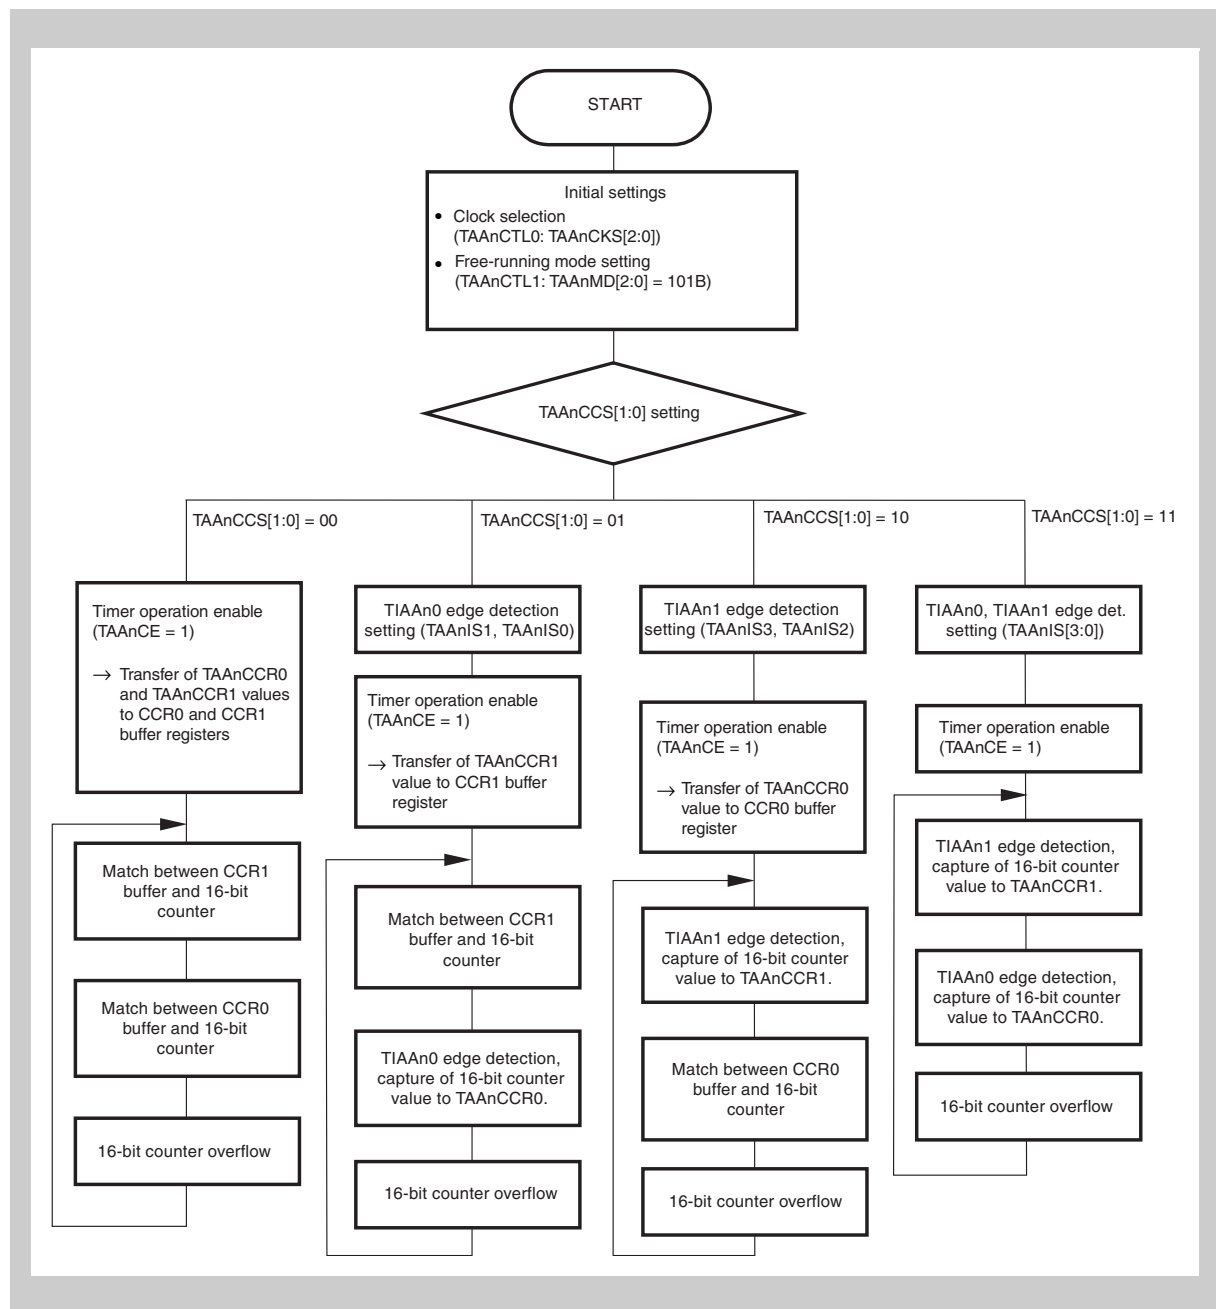 START
Initial settings
• Clock selection
(TAAnCTL0: TAAnCKS[2:0])
• Free-running mode setting
(TAAnCTL1: TAAnMD[2:0] = 101B)
TAAnCCS[1:0] setting
TAAnCCS[1:0] = 00
TAAnCCS[1:0] = 01
TAAnCCS[1:0] = 10
TAAnCCS[1:0] = 11
Timer operation enable
(TAAnCE = 1)
→ Transfer of TAAnCCR0
and TAAnCCR1 values
to CCR0 and CCR1
buffer registers
Match between CCR1
buffer and 16-bit
counter
Match between CCR0
buffer and 16-bit
counter
16-bit counter overflow
TIAAn0 edge detection
setting (TAAnIS1, TAAnIS0)
Timer operation enable
(TAAnCE = 1)
→ Transfer of TAAnCCR1
value to CCR1 buffer
register
Match between CCR1
buffer and 16-bit
counter
TIAAn0 edge detection,
capture of 16-bit counter
value to TAAnCCR0.
16-bit counter overflow
TIAAn1 edge detection
setting (TAAnIS3, TAAnIS2)
Timer operation enable
(TAAnCE = 1)
→ Transfer of TAAnCCR0
value to CCR0 buffer
register
TIAAn1 edge detection,
capture of 16-bit counter
value to TAAnCCR1.
Match between CCR0
buffer and 16-bit
counter
16-bit counter overflow
TIAAn0, TIAAn1 edge det.
setting (TAAnIS[3:0])
Timer operation enable
(TAAnCE = 1)
TIAAn1 edge detection,
capture of 16-bit counter
value to TAAnCCR1.
TIAAn0 edge detection,
capture of 16-bit counter
value to TAAnCCR0.
16-bit counter overflow